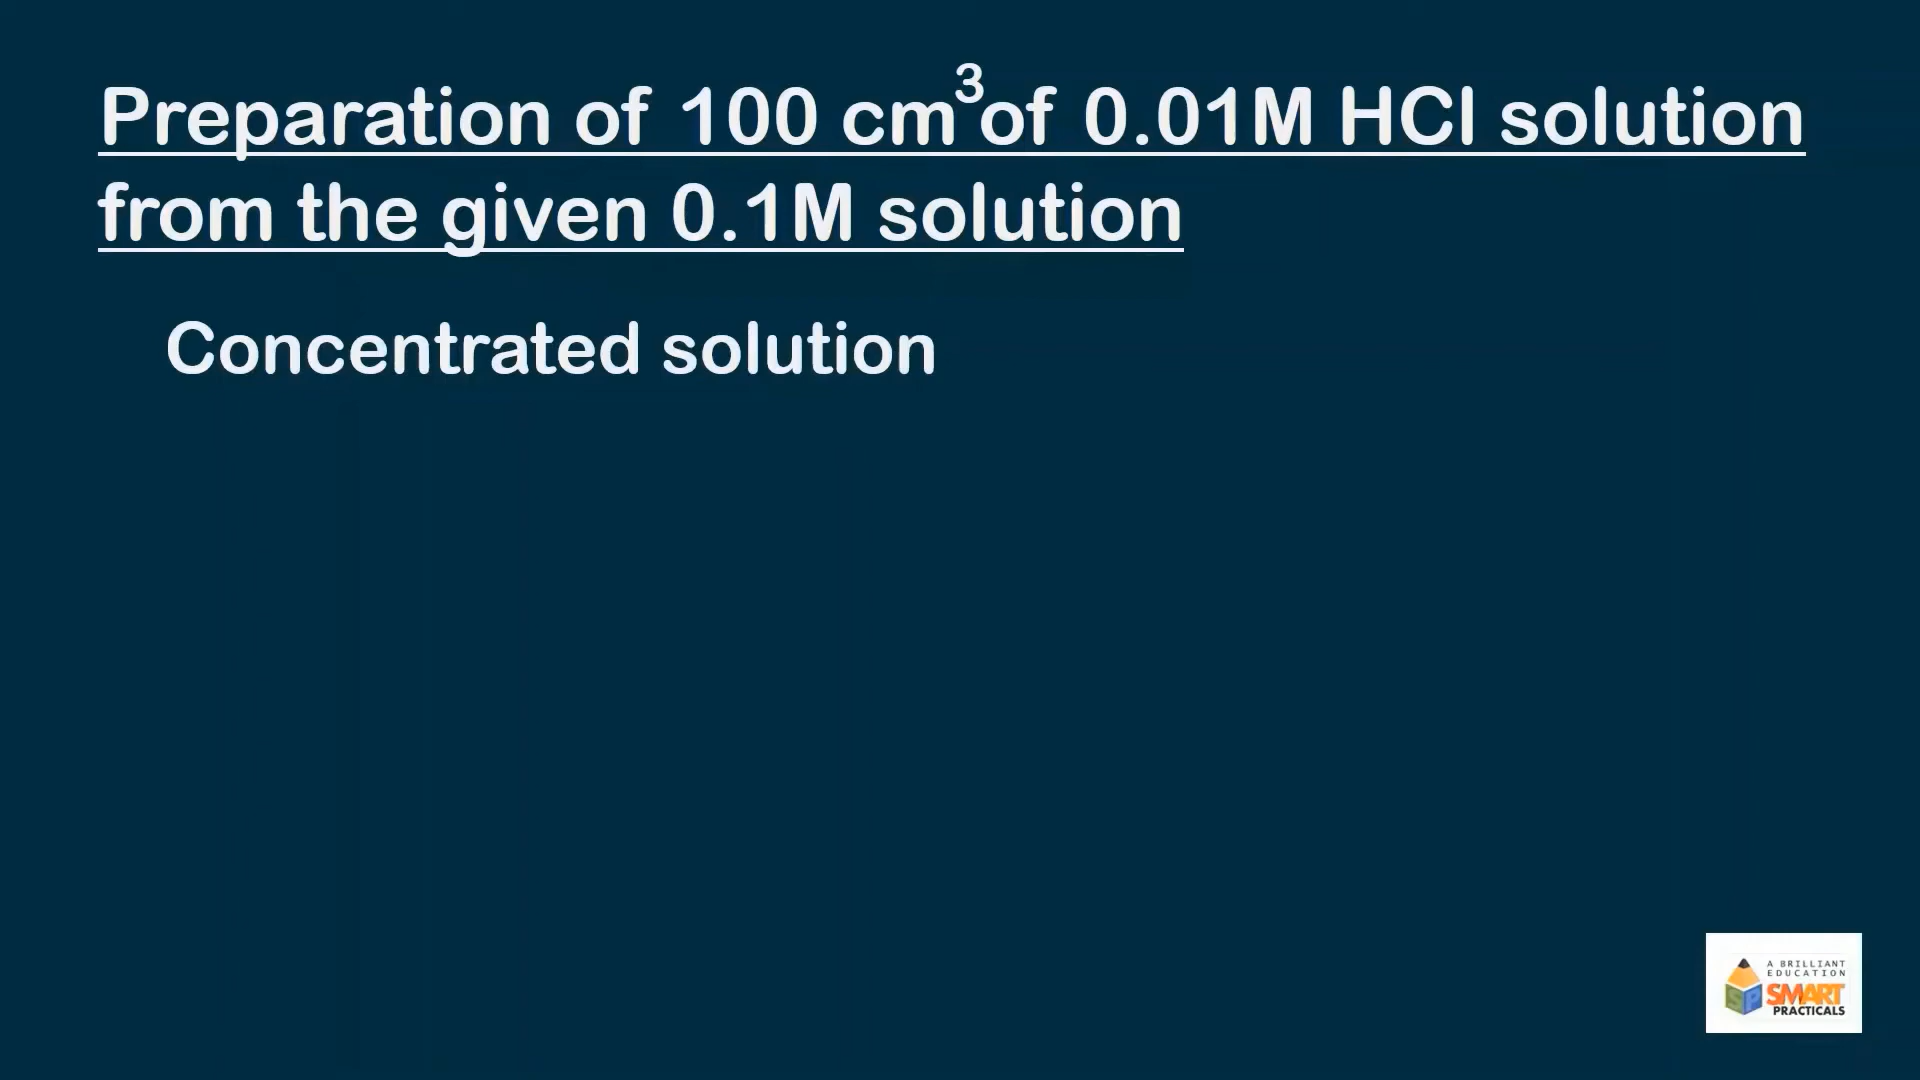 Preparation of 100 cm³of 0.01M HCl solution
from the given 0.1M solution
Concentrated solution
A BRILLIANT
EDUCATION
SP SMART
PRACTICALS